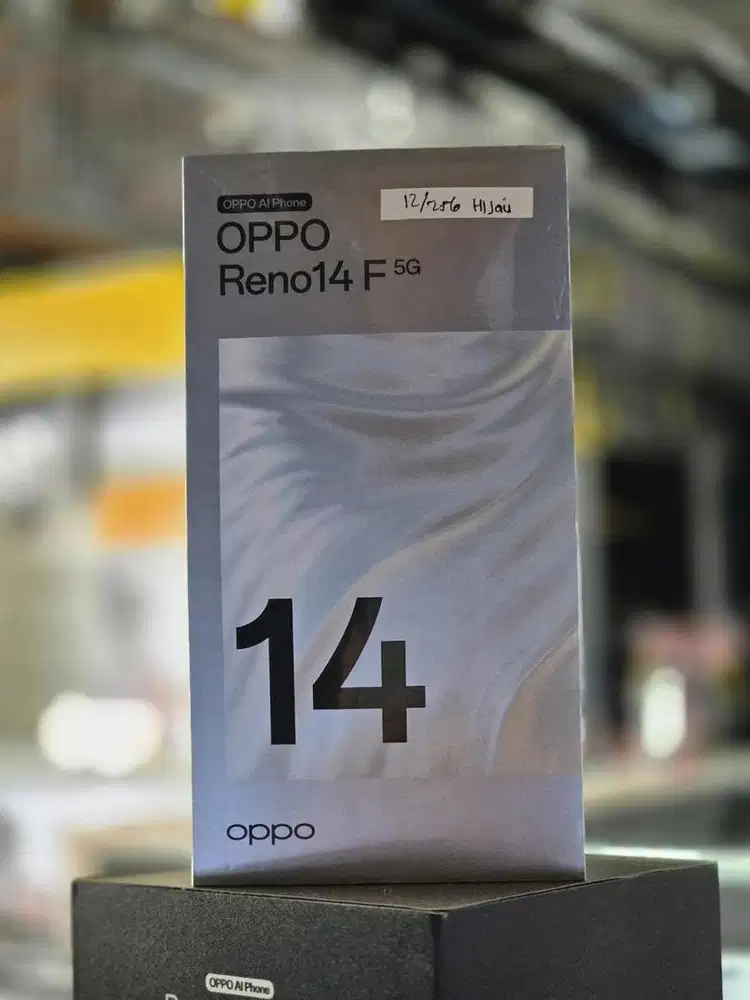 OPPO AI Phone
12/256 Hijau
OPPO
Reno14 F 5G
14
oppo
OPPO AI Phone